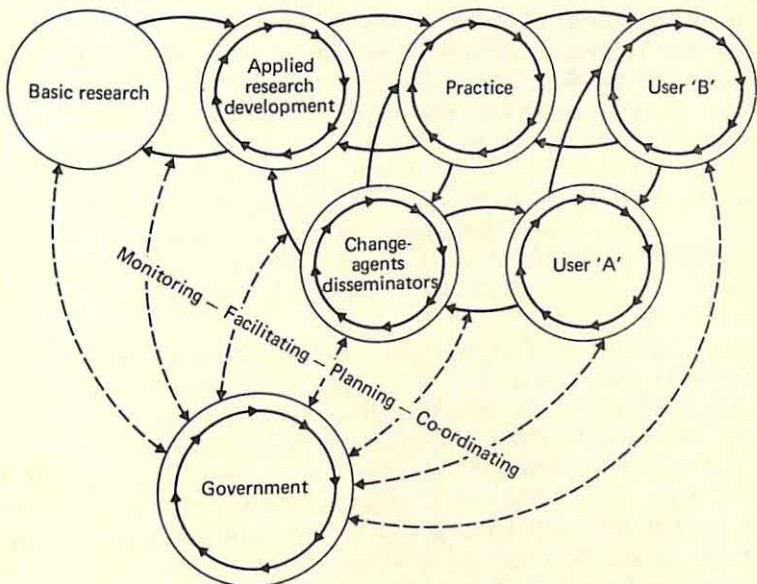 Basic research
Applied
research
development
Practice
User 'B'
Change-
agents
disseminators
User 'A'
Monitoring – Facilitating – Planning – Co-ordinating
Government